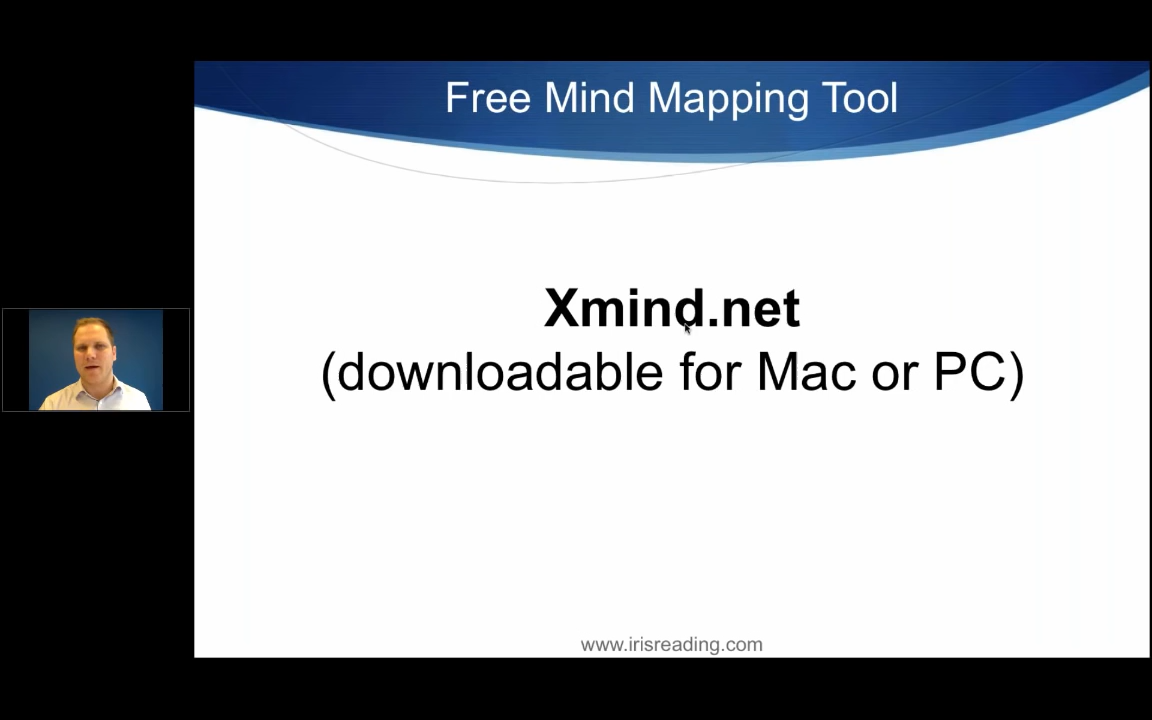 Free Mind Mapping Tool
Xmind.net
(downloadable for Mac or PC)
www.irisreading.com